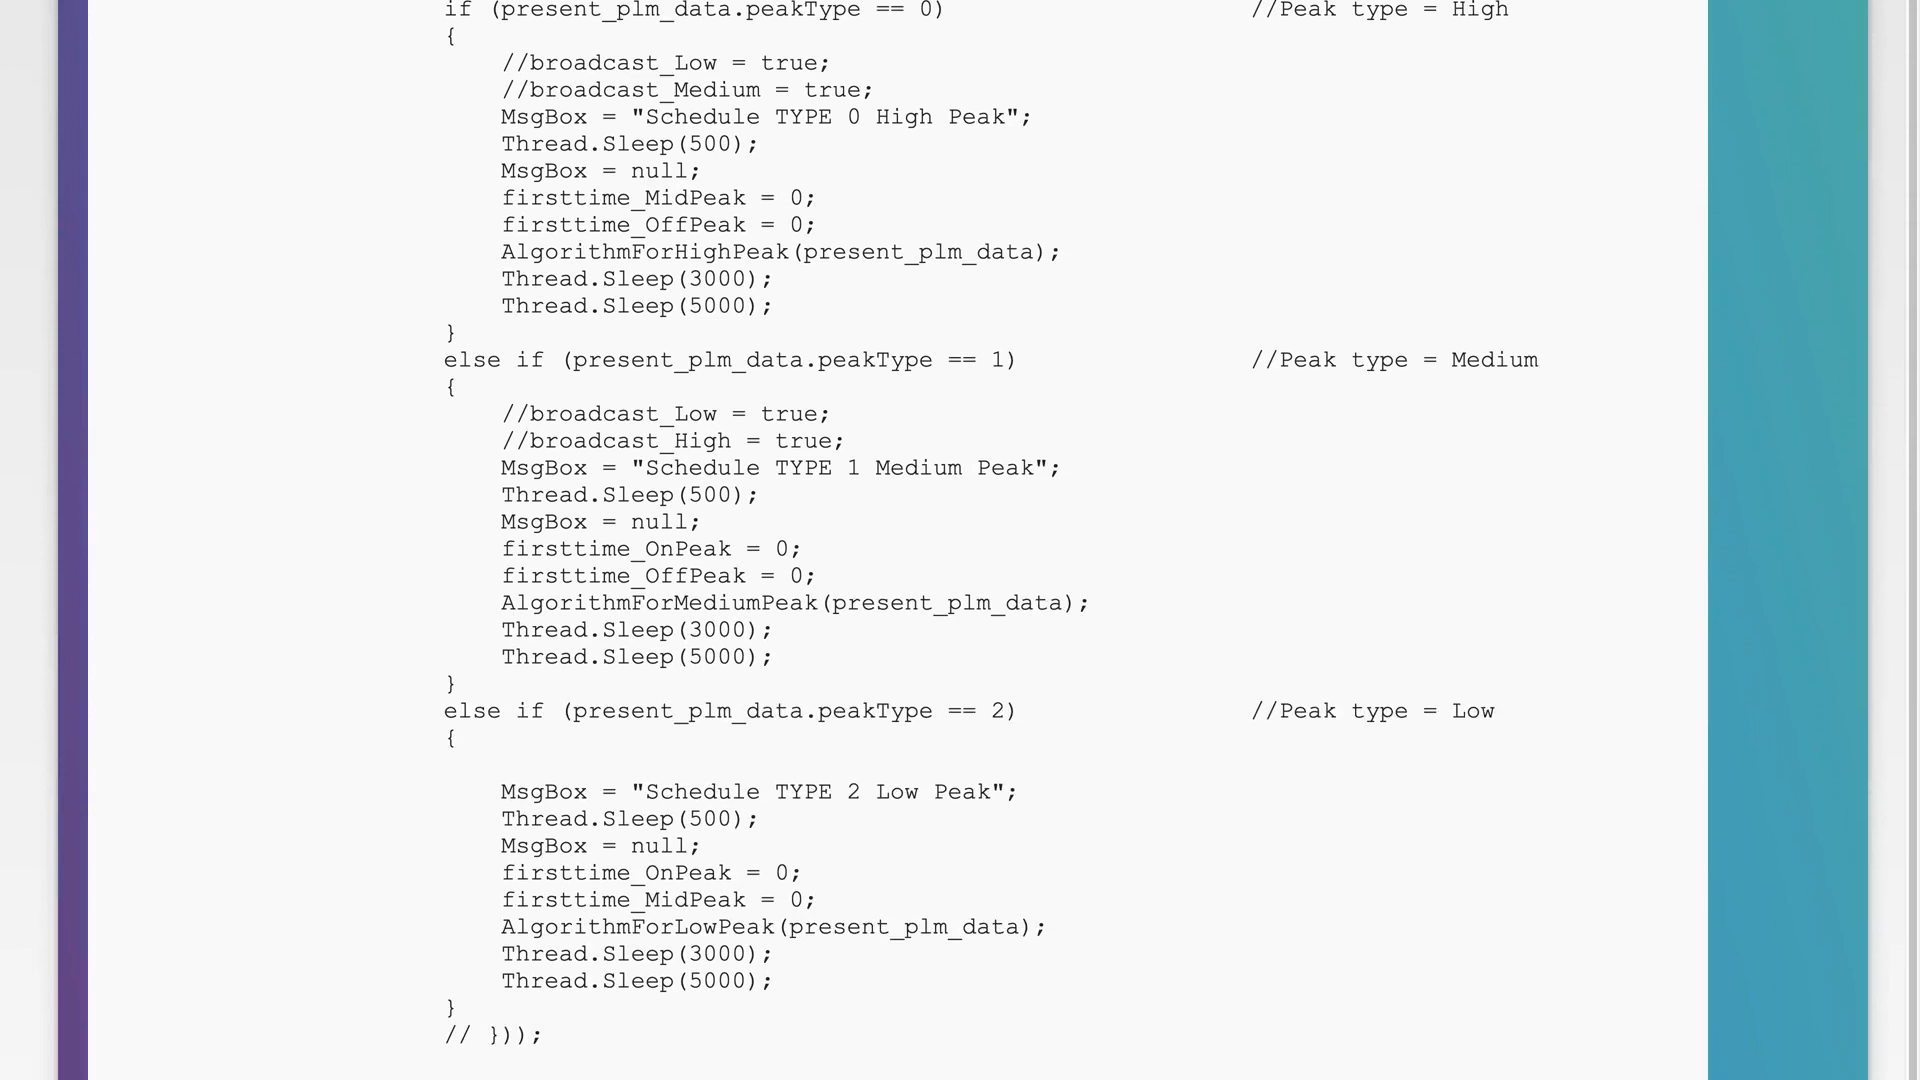 if (present_plm_data.peakType == 0) //Peak type = High
{
//broadcast_Low = true;
//broadcast_Medium = true;
MsgBox = "Schedule TYPE 0 High Peak";
Thread.Sleep(500);
MsgBox = null;
firsttime_MidPeak = 0;
firsttime_OffPeak = 0;
AlgorithmForHighPeak(present_plm_data);
Thread.Sleep(3000);
Thread.Sleep(5000);
}
else if (present_plm_data.peakType == 1) //Peak type = Medium
{
//broadcast_Low = true;
//broadcast_High = true;
MsgBox = "Schedule TYPE 1 Medium Peak";
Thread.Sleep(500);
MsgBox = null;
firsttime_OnPeak = 0;
firsttime_OffPeak = 0;
AlgorithmForMediumPeak(present_plm_data);
Thread.Sleep(3000);
Thread.Sleep(5000);
}
else if (present_plm_data.peakType == 2) //Peak type = Low
{
MsgBox = "Schedule TYPE 2 Low Peak";
Thread.Sleep(500);
MsgBox = null;
firsttime_OnPeak = 0;
firsttime_MidPeak = 0;
AlgorithmForLowPeak(present_plm_data);
Thread.Sleep(3000);
Thread.Sleep(5000);
}
// }));